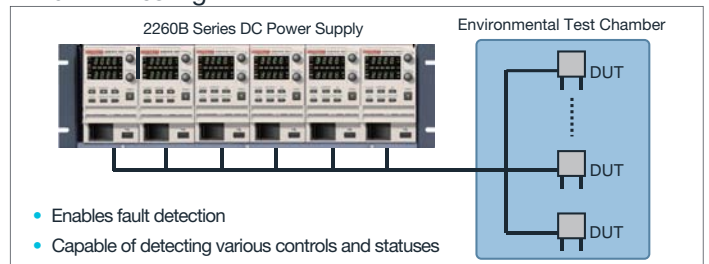 2260B Series DC Power Supply
Environmental Test Chamber
DUT
DUT
DUT
• Enables fault detection
• Capable of detecting various controls and statuses